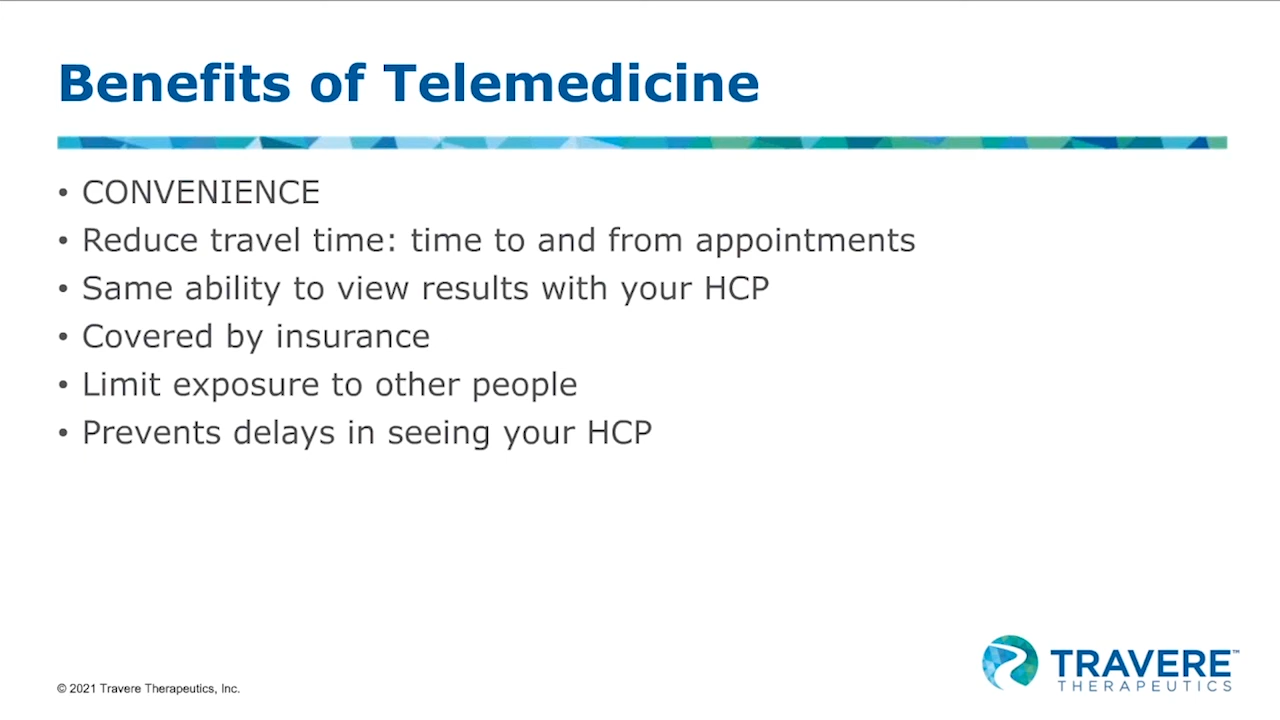 Benefits of Telemedicine
• CONVENIENCE
• Reduce travel time: time to and from appointments
• Same ability to view results with your HCP
• Covered by insurance
• Limit exposure to other people
• Prevents delays in seeing your HCP
TRAVERE™
THERAPEUTICS
© 2021 Travere Therapeutics, Inc.